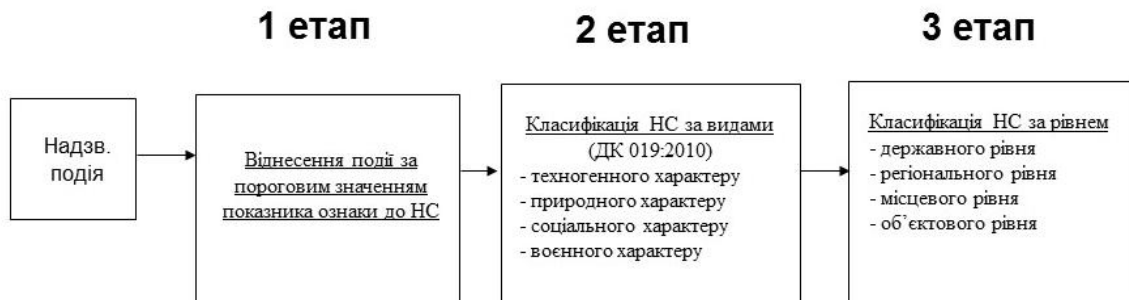 1 етап
2 етап
3 етап
Надзв.
подія
Віднесення події за
пороговим значенням
показника ознаки до НС
Класифікація НС за видами
(ДК 019:2010)
- техногенного характеру
- природного характеру
- соціального характеру
- воєнного характеру
Класифікація НС за рівнем
- державного рівня
- регіонального рівня
- місцевого рівня
- об’єктового рівня